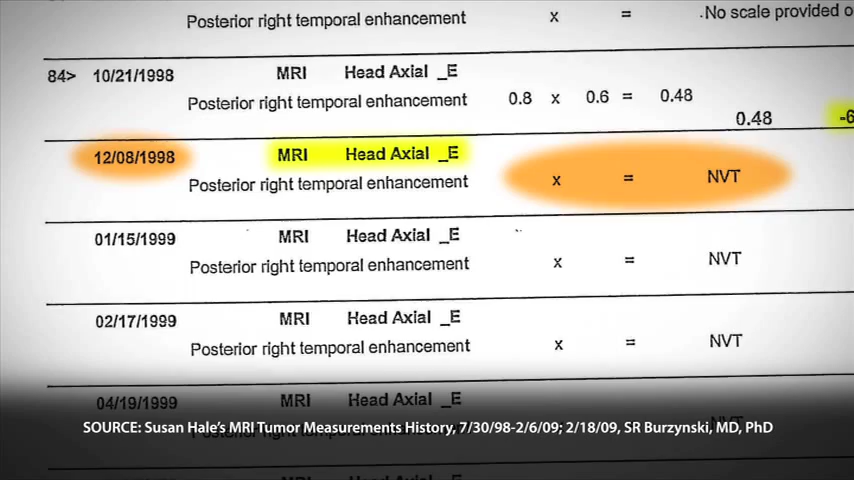 Posterior right temporal enhancement x = .No scale provided o
84> 10/21/1998 MRI Head Axial _E
Posterior right temporal enhancement 0.8 x 0.6 = 0.48
0.48 -6
12/08/1998 MRI Head Axial _E
Posterior right temporal enhancement x = NVT
01/15/1999 MRI Head Axial _E
Posterior right temporal enhancement x = NVT
02/17/1999 MRI Head Axial _E
Posterior right temporal enhancement x = NVT
04/19/1999 MRI Head Axial _E
SOURCE: Susan Hale's MRI Tumor Measurements History, 7/30/98-2/6/09; 2/18/09, SR Burzynski, MD, PhD